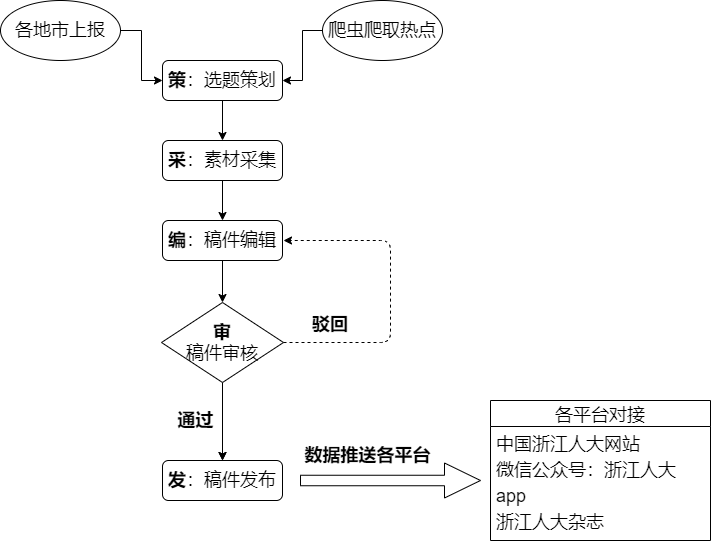 各地市上报
爬虫爬取热点
策：选题策划
采：素材采集
编：稿件编辑
审
稿件审核
驳回
通过
发：稿件发布
数据推送各平台
各平台对接
中国浙江人大网站
微信公众号：浙江人大
app
浙江人大杂志